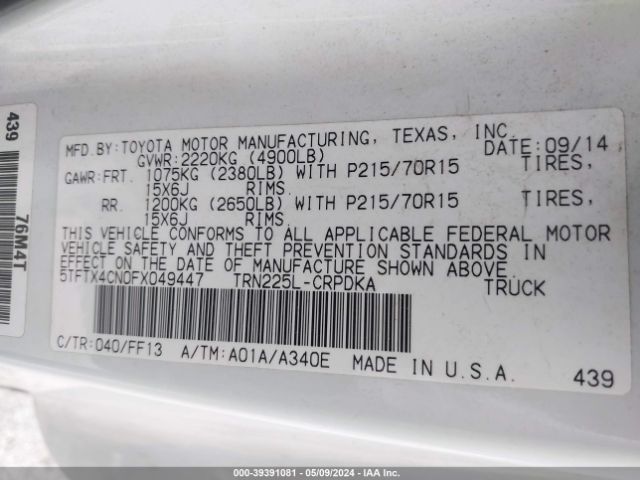 MFD.BY:TOYOTA MOTOR MANUFACTURING, TEXAS, INC. DATE:09/14
GVWR:2220KG (4900LB)
GAWR:FRT. 1075KG (2380LB) WITH P215/70R15 TIRES,
15X6J RIMS.
RR. 1200KG (2650LB) WITH P215/70R15 TIRES,
15X6J RIMS.
THIS VEHICLE CONFORMS TO ALL APPLICABLE FEDERAL MOTOR
VEHICLE SAFETY AND THEFT PREVENTION STANDARDS IN
EFFECT ON THE DATE OF MANUFACTURE SHOWN ABOVE.
5TFTX4CN0FX049447 TRN225L-CRPDKA TRUCK
C/TR:040/FF13 A/TM:A01A/A340E MADE IN U.S.A.
439
439
76M4T
000-39391081 - 05/09/2024 - IAA Inc.